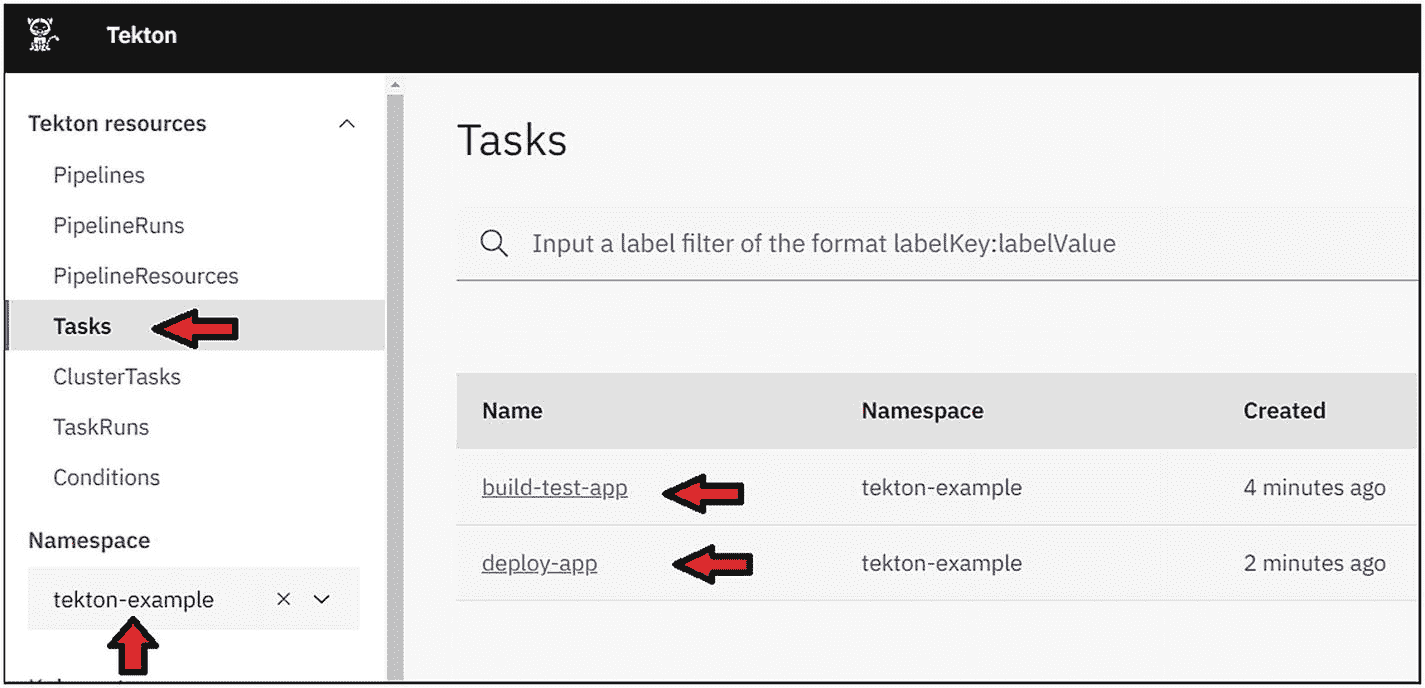 Tekton
Tekton resources
Pipelines
PipelineRuns
PipelineResources
Tasks
ClusterTasks
TaskRuns
Conditions
Namespace
tekton-example
Tasks
Input a label filter of the format labelKey:labelValue
Name Namespace Created
build-test-app tekton-example 4 minutes ago
deploy-app tekton-example 2 minutes ago